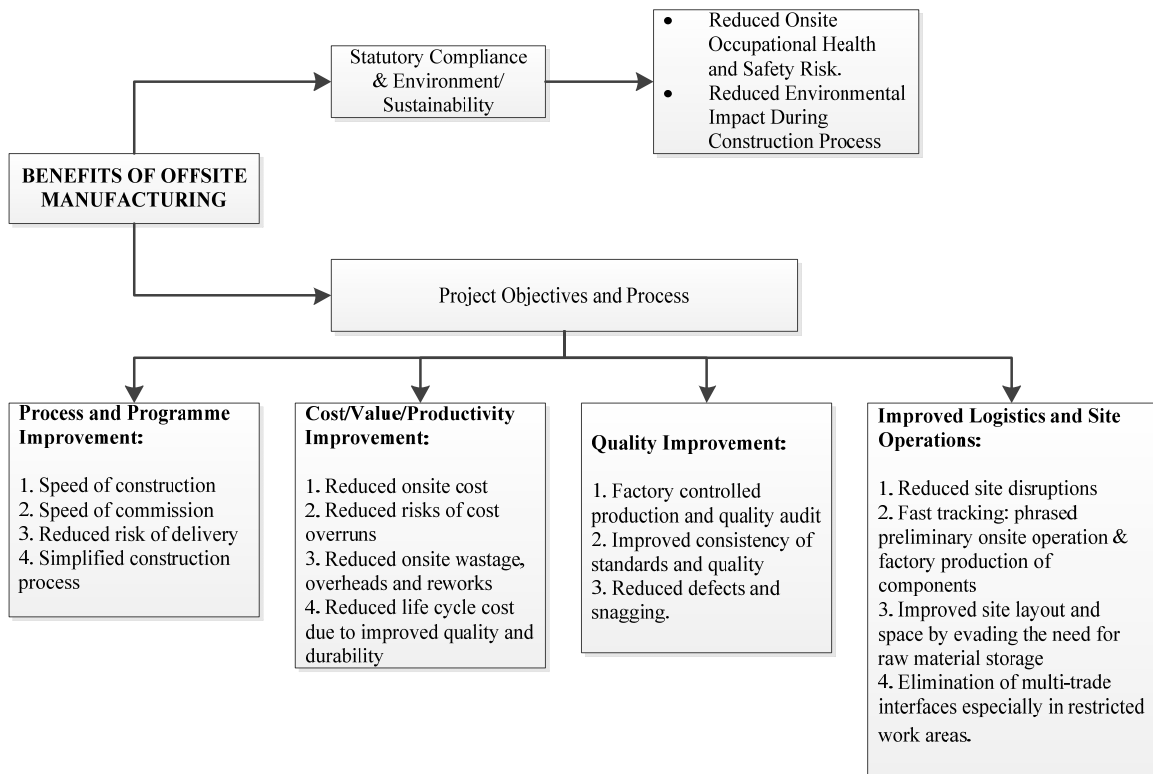 Statutory Compliance
& Environment/
Sustainability
• Reduced Onsite
Occupational Health
and Safety Risk.
• Reduced Environmental
Impact During
Construction Process
BENEFITS OF OFFSITE
MANUFACTURING
Project Objectives and Process
Process and Programme
Improvement:
1. Speed of construction
2. Speed of commission
3. Reduced risk of delivery
4. Simplified construction
process
Cost/Value/Productivity
Improvement:
1. Reduced onsite cost
2. Reduced risks of cost
overruns
3. Reduced onsite wastage,
overheads and reworks
4. Reduced life cycle cost
due to improved quality and
durability
Quality Improvement:
1. Factory controlled
production and quality audit
2. Improved consistency of
standards and quality
3. Reduced defects and
snagging.
Improved Logistics and Site
Operations:
1. Reduced site disruptions
2. Fast tracking: phrased
preliminary onsite operation &
factory production of
components
3. Improved site layout and
space by evading the need for
raw material storage
4. Elimination of multi-trade
interfaces especially in restricted
work areas.